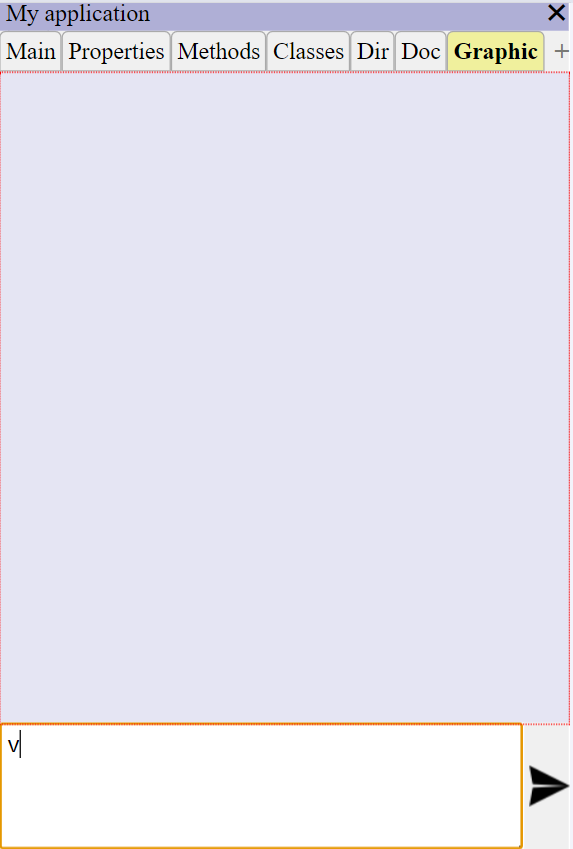 My application
Main Properties Methods Classes Dir Doc Graphic +
v